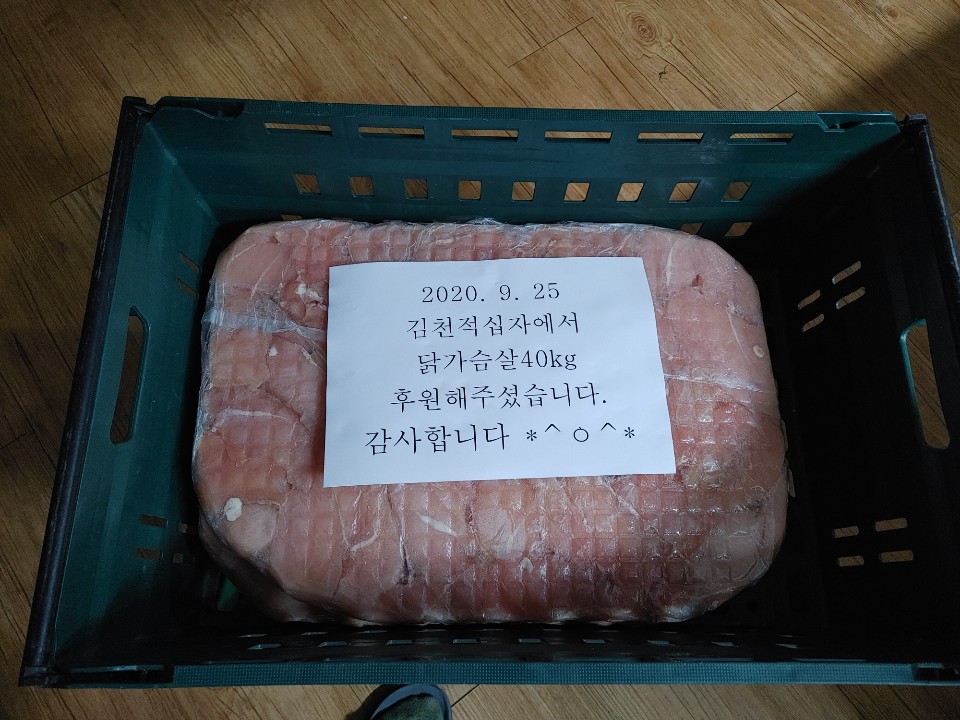 2020. 9. 25
김천적십자에서
닭가슴살40kg
후원해주셨습니다.
감사합니다 *^ㅇ^*